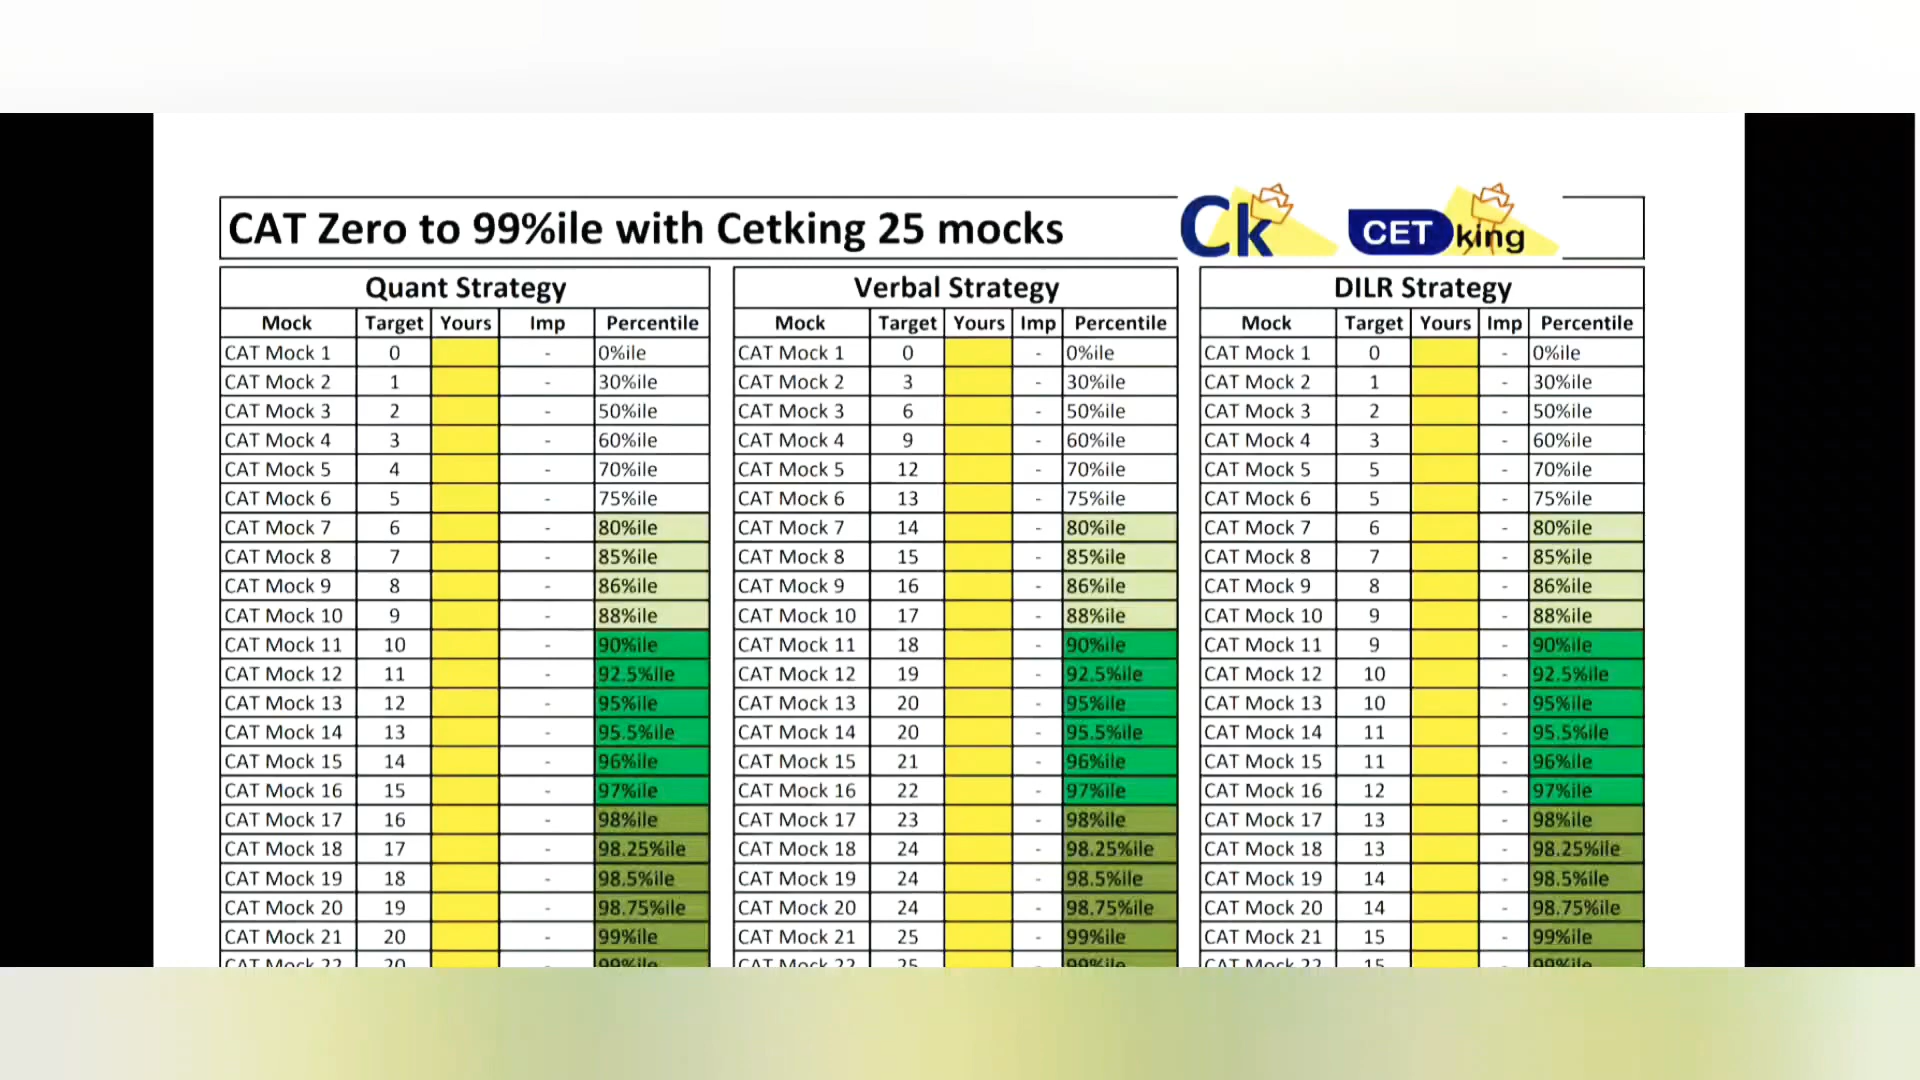 CAT Zero to 99%ile with Cetking 25 mocks Ck CET king
Quant Strategy Verbal Strategy DILR Strategy
Mock Target Yours Imp Percentile Mock Target Yours Imp Percentile Mock Target Yours Imp Percentile
CAT Mock 1 0 - 0%ile CAT Mock 1 0 - 0%ile CAT Mock 1 0 - 0%ile
CAT Mock 2 1 - 30%ile CAT Mock 2 3 - 30%ile CAT Mock 2 1 - 30%ile
CAT Mock 3 2 - 50%ile CAT Mock 3 6 - 50%ile CAT Mock 3 2 - 50%ile
CAT Mock 4 3 - 60%ile CAT Mock 4 9 - 60%ile CAT Mock 4 3 - 60%ile
CAT Mock 5 4 - 70%ile CAT Mock 5 12 - 70%ile CAT Mock 5 5 - 70%ile
CAT Mock 6 5 - 75%ile CAT Mock 6 13 - 75%ile CAT Mock 6 5 - 75%ile
CAT Mock 7 6 - 80%ile CAT Mock 7 14 - 80%ile CAT Mock 7 6 - 80%ile
CAT Mock 8 7 - 85%ile CAT Mock 8 15 - 85%ile CAT Mock 8 7 - 85%ile
CAT Mock 9 8 - 86%ile CAT Mock 9 16 - 86%ile CAT Mock 9 8 - 86%ile
CAT Mock 10 9 - 88%ile CAT Mock 10 17 - 88%ile CAT Mock 10 9 - 88%ile
CAT Mock 11 10 - 90%ile CAT Mock 11 18 - 90%ile CAT Mock 11 9 - 90%ile
CAT Mock 12 11 - 92.5%ile CAT Mock 12 19 - 92.5%ile CAT Mock 12 10 - 92.5%ile
CAT Mock 13 12 - 95%ile CAT Mock 13 20 - 95%ile CAT Mock 13 10 - 95%ile
CAT Mock 14 13 - 95.5%ile CAT Mock 14 20 - 95.5%ile CAT Mock 14 11 - 95.5%ile
CAT Mock 15 14 - 96%ile CAT Mock 15 21 - 96%ile CAT Mock 15 11 - 96%ile
CAT Mock 16 15 - 97%ile CAT Mock 16 22 - 97%ile CAT Mock 16 12 - 97%ile
CAT Mock 17 16 - 98%ile CAT Mock 17 23 - 98%ile CAT Mock 17 13 - 98%ile
CAT Mock 18 17 - 98.25%ile CAT Mock 18 24 - 98.25%ile CAT Mock 18 13 - 98.25%ile
CAT Mock 19 18 - 98.5%ile CAT Mock 19 24 - 98.5%ile CAT Mock 19 14 - 98.5%ile
CAT Mock 20 19 - 98.75%ile CAT Mock 20 24 - 98.75%ile CAT Mock 20 14 - 98.75%ile
CAT Mock 21 20 - 99%ile CAT Mock 21 25 - 99%ile CAT Mock 21 15 - 99%ile
CAT Mock 22 20 99%ile CAT Mock 22 25 99%ile CAT Mock 22 15 99%ile